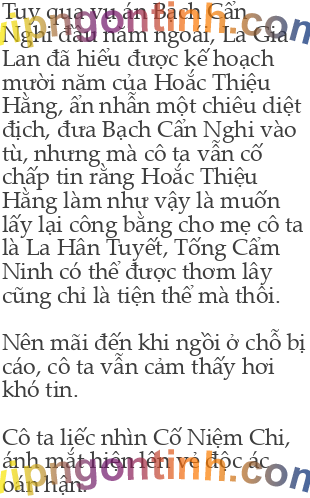 Tuy qua vụ án Bạch Cẩn
Nghi đầu năm ngoái, La Gia
Lan đã hiểu được kế hoạch
mười năm của Hoắc Thiệu
Hằng, ẩn nhẫn một chiêu diệt
địch, đưa Bạch Cẩn Nghi vào
tù, nhưng mà cô ta vẫn cố
chấp tin rằng Hoắc Thiệu
Hằng làm như vậy là muốn
lấy lại công bằng cho mẹ cô ta
là La Hân Tuyết, Tống Cẩm
Ninh có thể được thơm lây
cũng chỉ là tiện thể mà thôi.

Nên mãi đến khi ngồi ở chỗ bị
cáo, cô ta vẫn cảm thấy hơi
khó tin.

Cô ta liếc nhìn Cố Niệm Chi,
ánh mắt hiện lên vẻ độc ác,
oán hận.